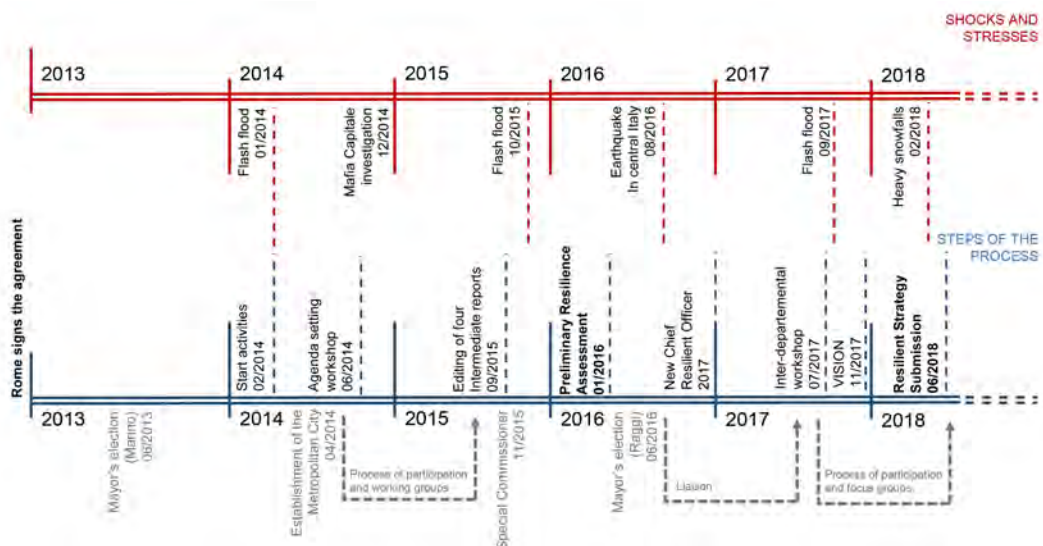 SHOCKS AND
STRESSES
2013
2014
2015
2016
2017
2018
Flash flood
01/2014
Mafia Capitale
investigation
12/2014
Flash flood
10/2015
Earthquake
In central Italy
08/2016
Flash flood
09/2017
Heavy snowfalls
02/2018
STEPS OF THE
PROCESS
Rome signs the agreement
Start activities
02/2014
Agenda setting
workshop
06/2014
Editing of four
Intermediate reports
09/2015
Preliminary Resilience
Assessment
01/2016
New Chief
Resilient Officer
2017
Inter-departemental
workshop
07/2017
VISION
11/2017
Resilient Strategy
Submission
06/2018
2013
2014
2015
2016
2017
2018
Mayor's election
(Marino)
06/2013
Establishment of the
Metropolitan City
04/2014
Process of participation
and working groups
Special Commissioner
11/2015
Mayor's election
(Raggi)
06/2016
Liaison
Process of participation
and focus groups